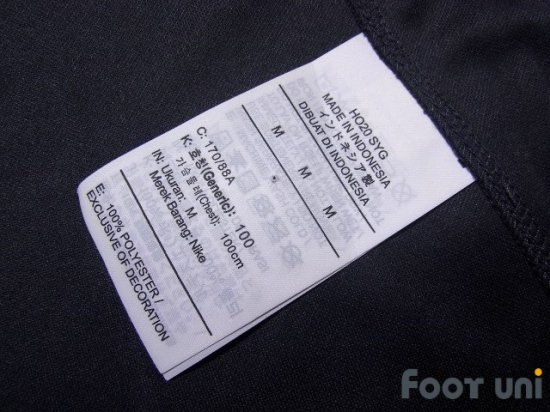 HO20 SYG
MADE IN INDONESIA
インドネシア製
DIBUAT DI INDONESIA
M
M
M
C: 170/88A
K: 호칭(Generic): 100
가슴둘레(Chest): 100cm
IN: Ukuran: M
Merek Barang: Nike
E: 100% POLYESTER /
EXCLUSIVE OF DECORATION
FOOT UNI